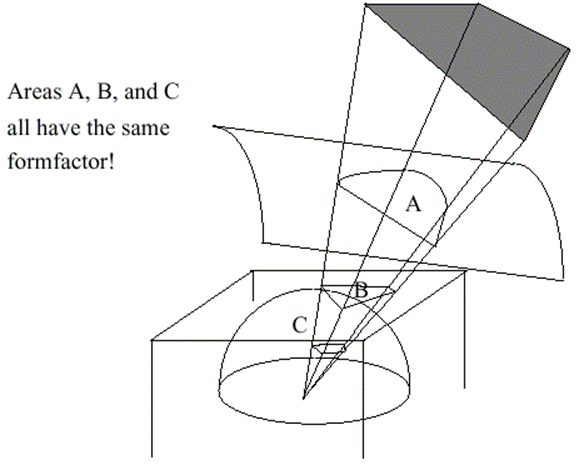 Areas A, B, and C
all have the same
formfactor!
A
B
C